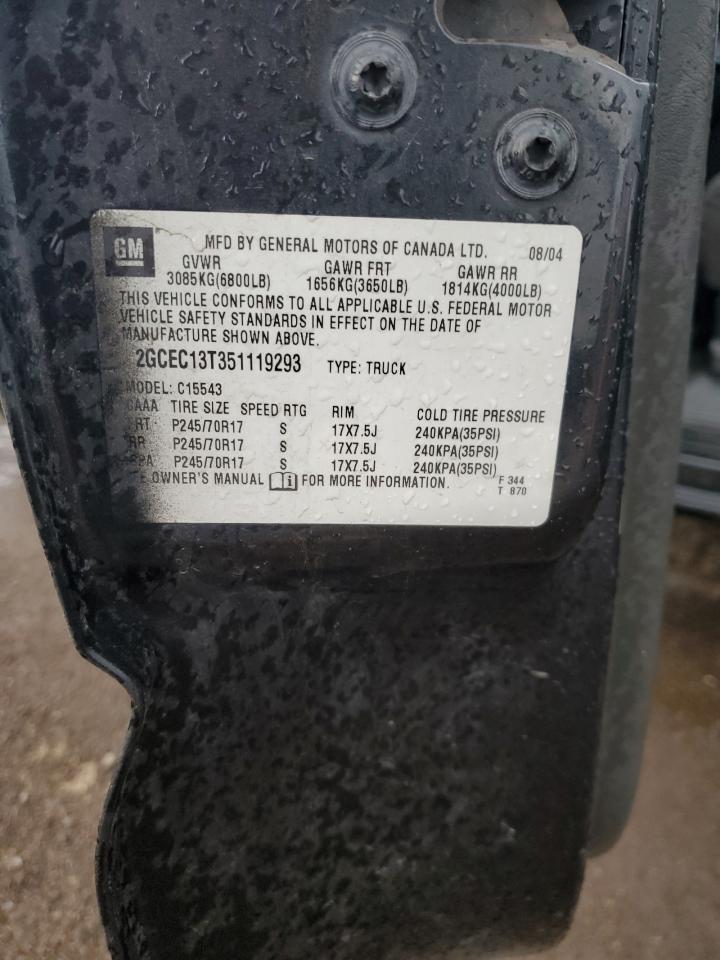 GM
MFD BY GENERAL MOTORS OF CANADA LTD. 08/04
GVWR GAWR FRT GAWR RR
3085KG(6800LB) 1656KG(3650LB) 1814KG(4000LB)
THIS VEHICLE CONFORMS TO ALL APPLICABLE U.S. FEDERAL MOTOR
VEHICLE SAFETY STANDARDS IN EFFECT ON THE DATE OF
MANUFACTURE SHOWN ABOVE.
2GCEC13T351119293 TYPE: TRUCK
MODEL: C15543
TIRE SIZE SPEED RTG RIM COLD TIRE PRESSURE
RT P245/70R17 S 17X7.5J 240KPA(35PSI)
RR P245/70R17 S 17X7.5J 240KPA(35PSI)
PA P245/70R17 S 17X7.5J 240KPA(35PSI)
E OWNER'S MANUAL FOR MORE INFORMATION. F 344
T 870